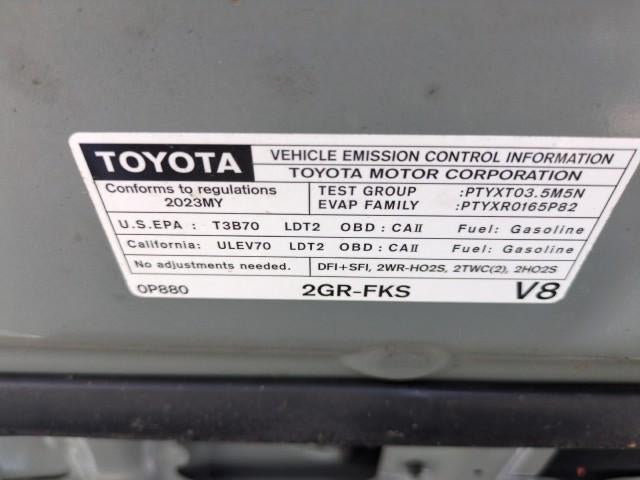 TOYOTA VEHICLE EMISSION CONTROL INFORMATION
TOYOTA MOTOR CORPORATION
Conforms to regulations TEST GROUP :PTYXT03.5M5N
2023MY EVAP FAMILY :PTYXR0165P82
U.S.EPA : T3B70 LDT2 OBD : CAII Fuel: Gasoline
California: ULEV70 LDT2 OBD : CAII Fuel: Gasoline
No adjustments needed. DFI+SFI, 2WR-HO2S, 2TWC(2), 2HO2S
0P880 2GR-FKS V8